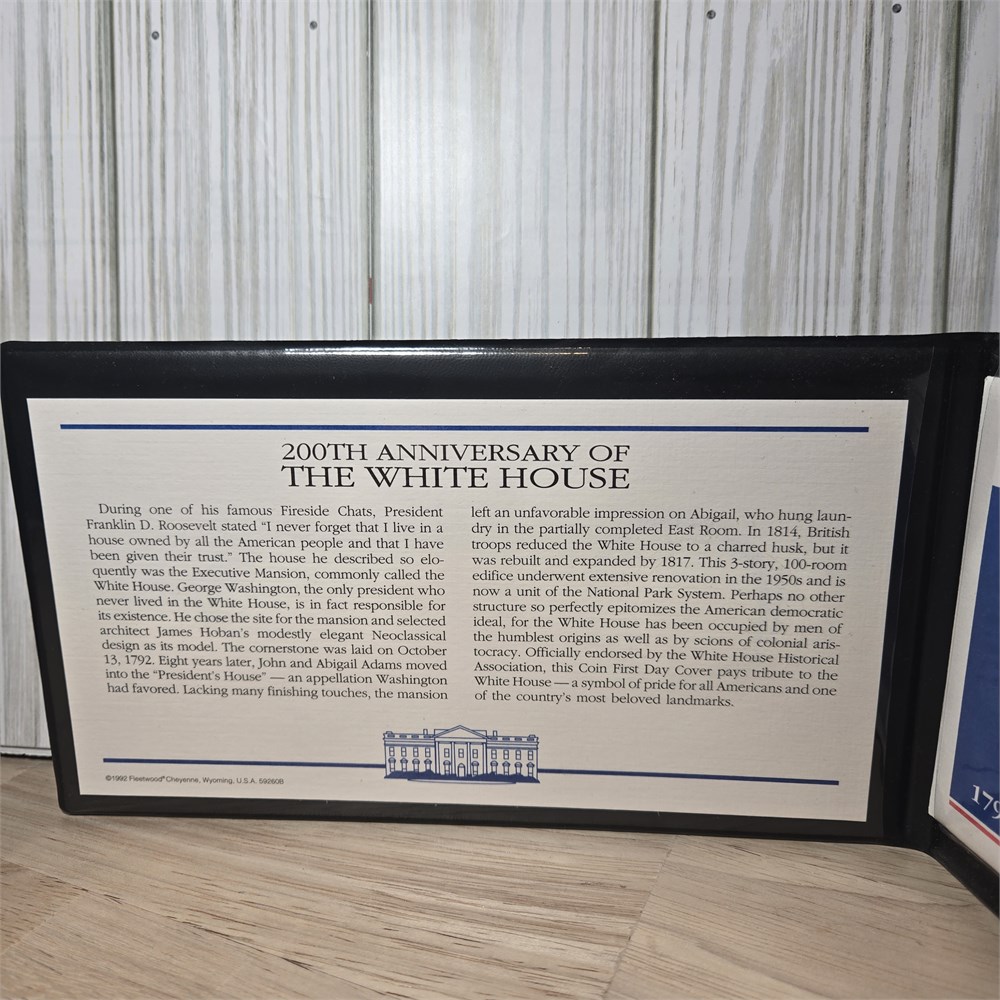 200TH ANNIVERSARY OF
THE WHITE HOUSE
During one of his famous Fireside Chats, President
Franklin D. Roosevelt stated “I never forget that I live in a
house owned by all the American people and that I have
been given their trust.” The house he described so elo-
quently was the Executive Mansion, commonly called the
White House. George Washington, the only president who
never lived in the White House, is in fact responsible for
its existence. He chose the site for the mansion and selected
architect James Hoban’s modestly elegant Neoclassical
design as its model. The cornerstone was laid on October
13, 1792. Eight years later, John and Abigail Adams moved
into the “President’s House” — an appellation Washington
had favored. Lacking many finishing touches, the mansion
left an unfavorable impression on Abigail, who hung laun-
dry in the partially completed East Room. In 1814, British
troops reduced the White House to a charred husk, but it
was rebuilt and expanded by 1817. This 3-story, 100-room
edifice underwent extensive renovation in the 1950s and is
now a unit of the National Park System. Perhaps no other
structure so perfectly epitomizes the American democratic
ideal, for the White House has been occupied by men of
the humblest origins as well as by scions of colonial aris-
tocracy. Officially endorsed by the White House Historical
Association, this Coin First Day Cover pays tribute to the
White House — a symbol of pride for all Americans and one
of the country’s most beloved landmarks.
©1992 Fleetwood® Cheyenne, Wyoming, U.S.A. 59260B
179